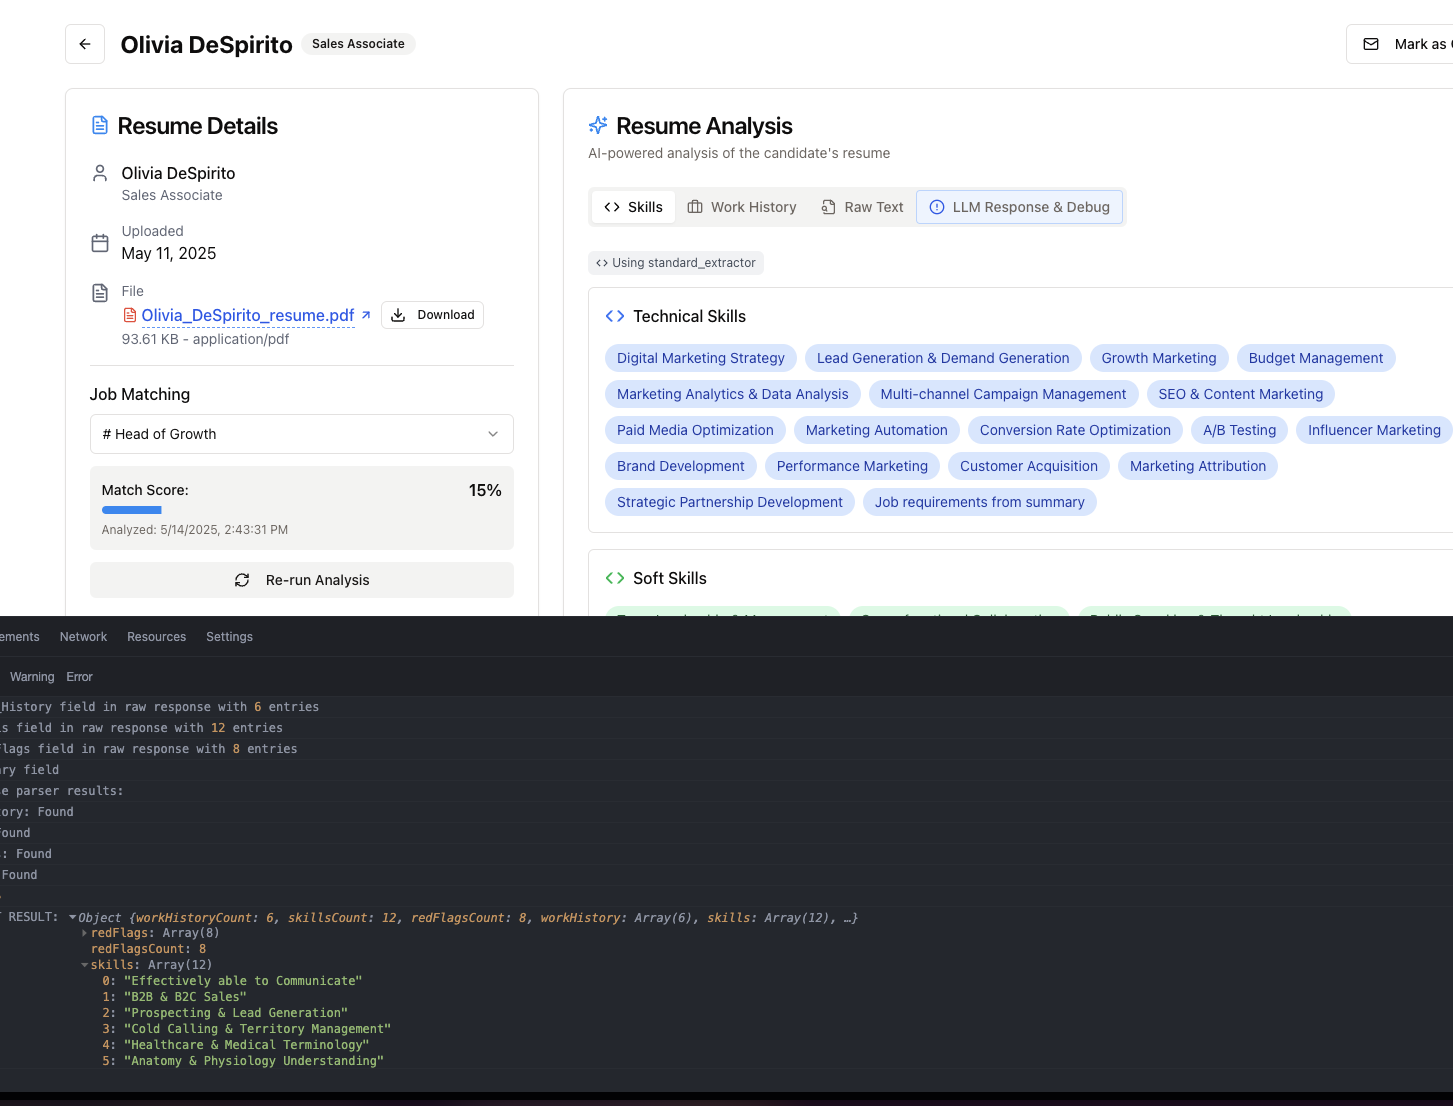 Olivia DeSpirito Sales Associate
Mark as
Resume Details
Olivia DeSpirito
Sales Associate
Uploaded
May 11, 2025
File
Olivia_DeSpirito_resume.pdf Download
93.61 KB - application/pdf
Job Matching
# Head of Growth
Match Score: 15%
Analyzed: 5/14/2025, 2:43:31 PM
Re-run Analysis
Resume Analysis
AI-powered analysis of the candidate's resume
Skills Work History Raw Text LLM Response & Debug
Using standard_extractor
Technical Skills
Digital Marketing Strategy Lead Generation & Demand Generation Growth Marketing Budget Management
Marketing Analytics & Data Analysis Multi-channel Campaign Management SEO & Content Marketing
Paid Media Optimization Marketing Automation Conversion Rate Optimization A/B Testing Influencer Marketing
Brand Development Performance Marketing Customer Acquisition Marketing Attribution
Strategic Partnership Development Job requirements from summary
Soft Skills
ements Network Resources Settings
Warning Error
History field in raw response with 6 entries
s field in raw response with 12 entries
lags field in raw response with 8 entries
ry field
e parser results:
ory: Found
ound
: Found
Found
RESULT: Object {workHistoryCount: 6, skillsCount: 12, redFlagsCount: 8, workHistory: Array(6), skills: Array(12), …}
redFlags: Array(8)
redFlagsCount: 8
skills: Array(12)
0: "Effectively able to Communicate"
1: "B2B & B2C Sales"
2: "Prospecting & Lead Generation"
3: "Cold Calling & Territory Management"
4: "Healthcare & Medical Terminology"
5: "Anatomy & Physiology Understanding"